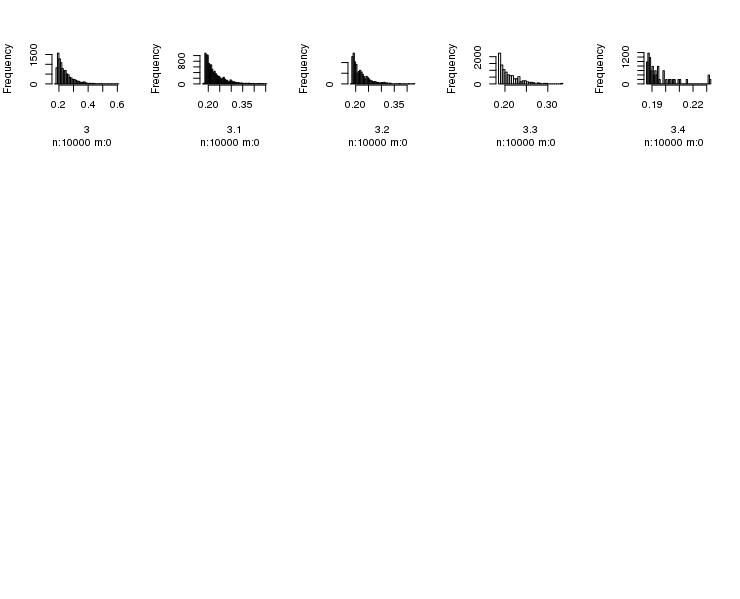 Frequency
0 1500
0.2 0.4 0.6
3
n:10000 m:0
Frequency
0 800
0.20 0.35
3.1
n:10000 m:0
Frequency
0
0.20 0.35
3.2
n:10000 m:0
Frequency
0 2000
0.20 0.30
3.3
n:10000 m:0
Frequency
0 1200
0.19 0.22
3.4
n:10000 m:0